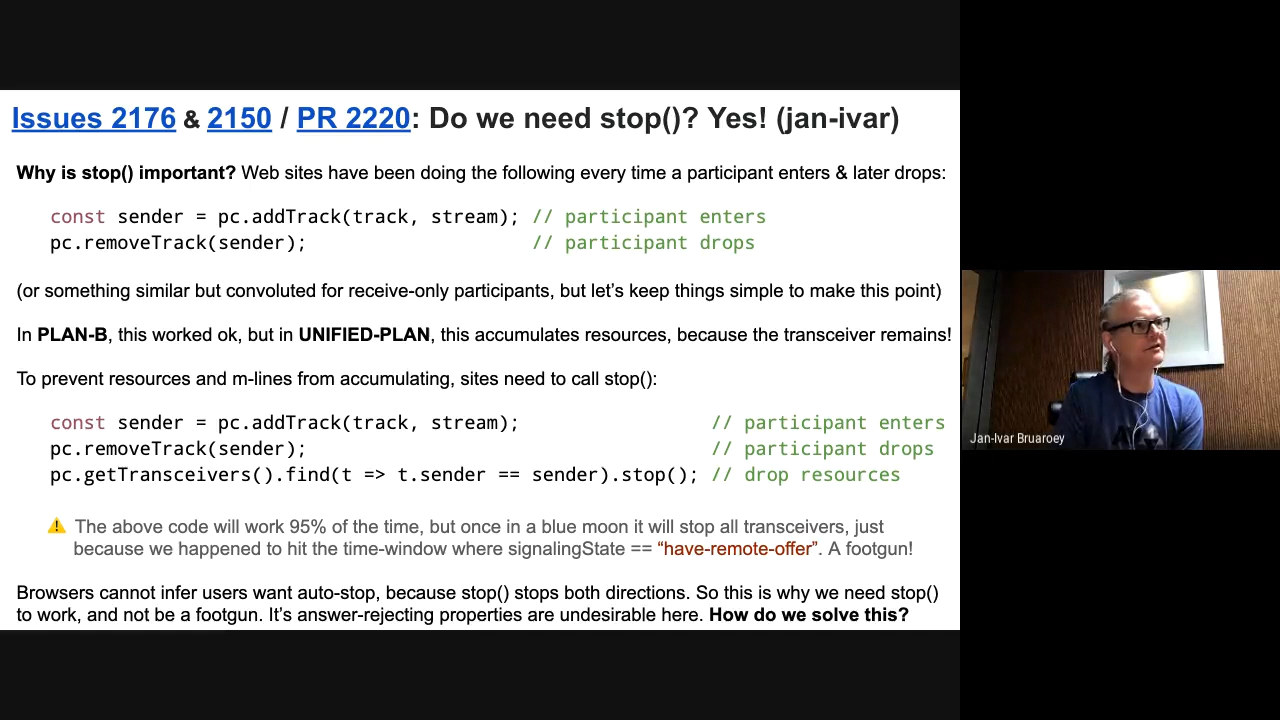 Issues 2176 & 2150 / PR 2220: Do we need stop()? Yes! (jan-ivar)
Why is stop() important? Web sites have been doing the following every time a participant enters & later drops:
const sender = pc.addTrack(track, stream); // participant enters
pc.removeTrack(sender); // participant drops
(or something similar but convoluted for receive-only participants, but let’s keep things simple to make this point)
In PLAN-B, this worked ok, but in UNIFIED-PLAN, this accumulates resources, because the transceiver remains!
To prevent resources and m-lines from accumulating, sites need to call stop():
const sender = pc.addTrack(track, stream); // participant enters
pc.removeTrack(sender); // participant drops
pc.getTransceivers().find(t => t.sender == sender).stop(); // drop resources
The above code will work 95% of the time, but once in a blue moon it will stop all transceivers, just
because we happened to hit the time-window where signalingState == “have-remote-offer”. A footgun!
Browsers cannot infer users want auto-stop, because stop() stops both directions. So this is why we need stop()
to work, and not be a footgun. It’s answer-rejecting properties are undesirable here. How do we solve this?
Jan-Ivar Bruaroey